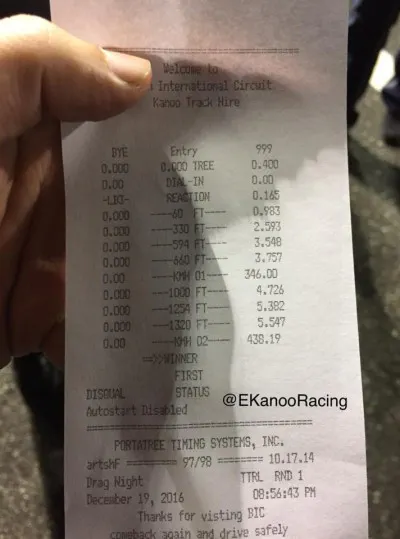 Welcome to
International Circuit
Kanoo Track Hire
BYE Entry 999
0.000 0.000 TREE 0.400
0.00 DIAL-IN 0.00
REACTION 0.165
0.000 ----60 FT---- 0.983
0.000 ----330 FT---- 2.593
0.000 ----594 FT---- 3.548
0.000 ----660 FT---- 3.757
0.00 ----KMH 01---- 346.00
0.000 ----1000 FT---- 4.726
0.000 ----1254 FT---- 5.382
0.000 ----1320 FT---- 5.547
0.00 ----KMH 02---- 438.19
WINNER
FIRST
DISQUAL STATUS
@EKanooRacing
Autostart Disabled
PORTATREE TIMING SYSTEMS, INC.
artsWF ======== 97/98 ======== 10.17.14
Drag Night TTRL RND 1
December 19, 2016 08:56:43 PM
Thanks for visting BIC
comeback again and drive safely